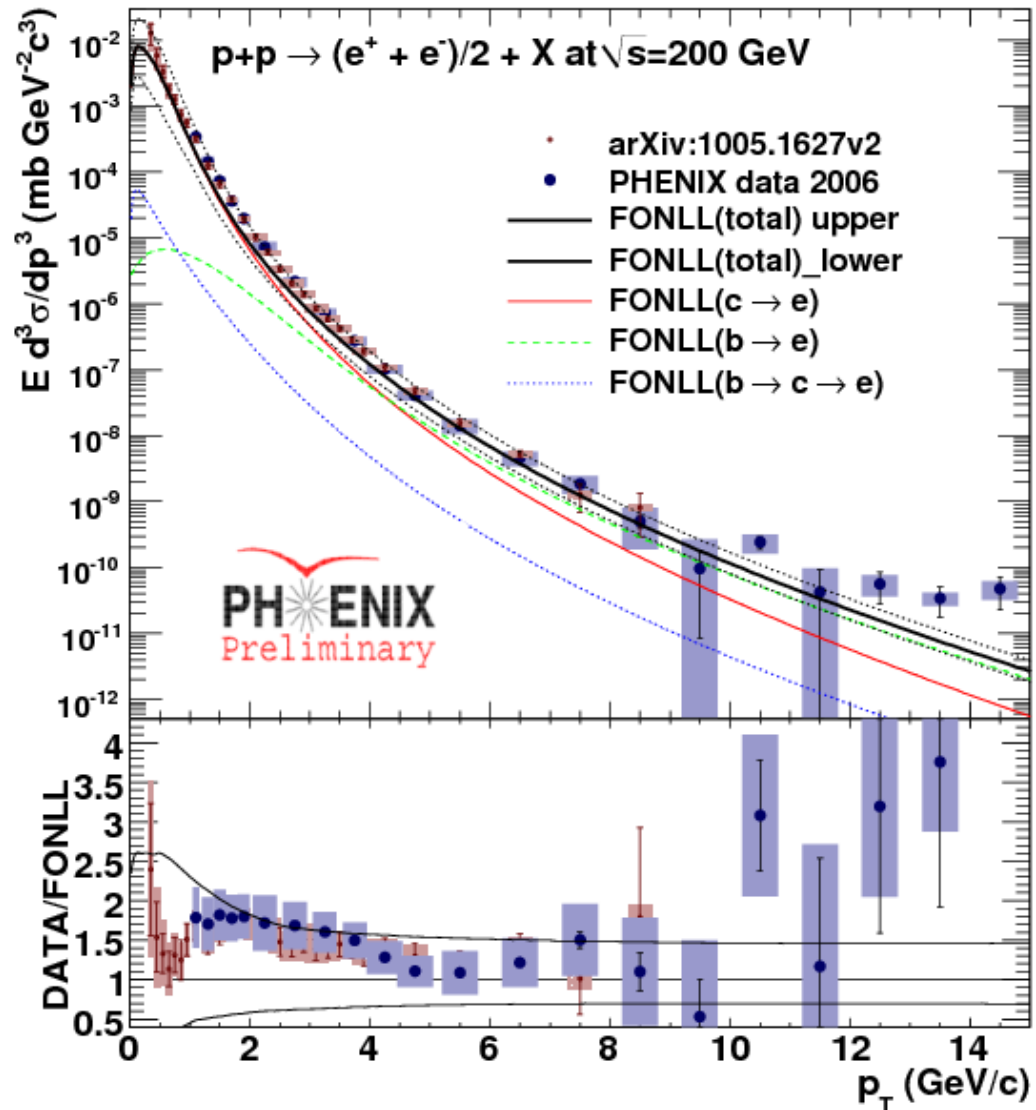 p+p → (e⁺ + e⁻)/2 + X at√s=200 GeV
E d³σ/dp³ (mb GeV⁻²c³)
10⁻²
10⁻³
10⁻⁴
10⁻⁵
10⁻⁶
10⁻⁷
10⁻⁸
10⁻⁹
10⁻¹⁰
10⁻¹¹
10⁻¹²
arXiv:1005.1627v2
PHENIX data 2006
FONLL(total) upper
FONLL(total)_lower
FONLL(c → e)
FONLL(b → e)
FONLL(b → c → e)
PHENIX
Preliminary
DATA/FONLL
4
3.5
3
2.5
2
1.5
1
0.5
0 2 4 6 8 10 12 14
p_T (GeV/c)